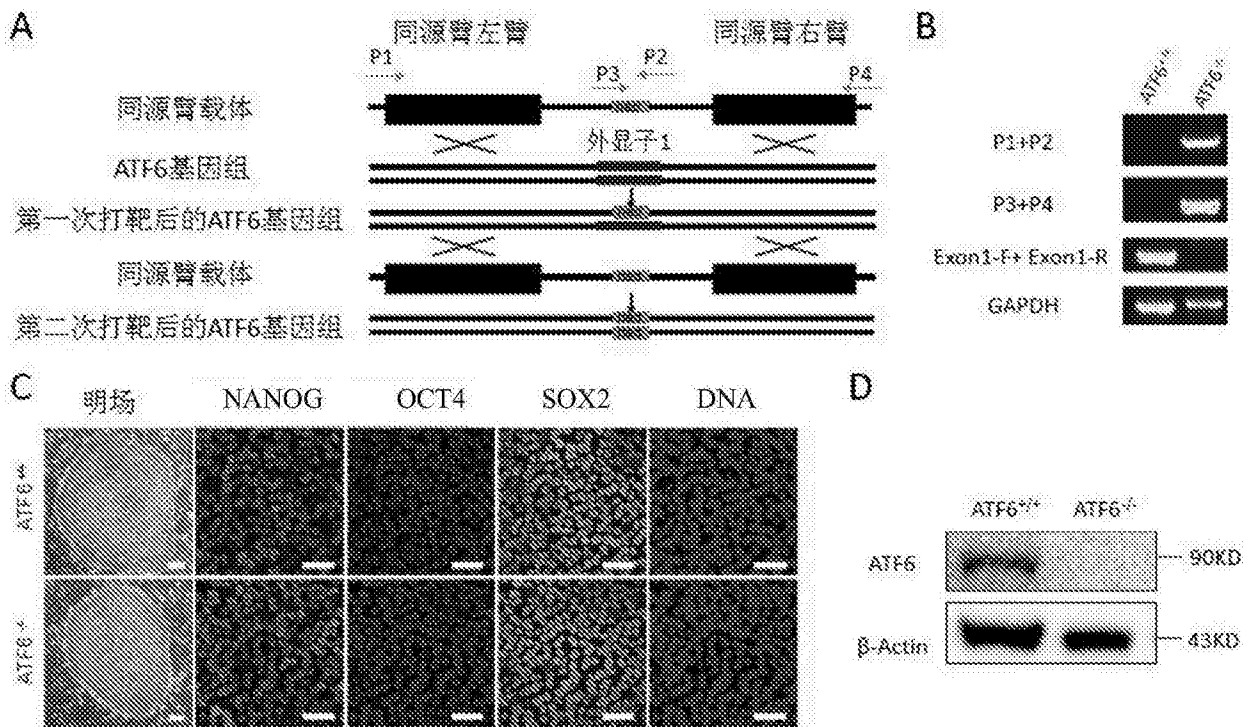 A
同源臂左臂
同源臂右臂
P1
P3
P2
P4
同源臂载体
外显子1
ATF6基因组
第一次打靶后的ATF6基因组
同源臂载体
第二次打靶后的ATF6基因组
B
ATF6+/+
ATF6-/-
P1+P2
P3+P4
Exon1-F+ Exon1-R
GAPDH
C
明场
NANOG
OCT4
SOX2
DNA
ATF6+/+
ATF6-/-
D
ATF6+/+
ATF6-/-
ATF6
90KD
β-Actin
43KD